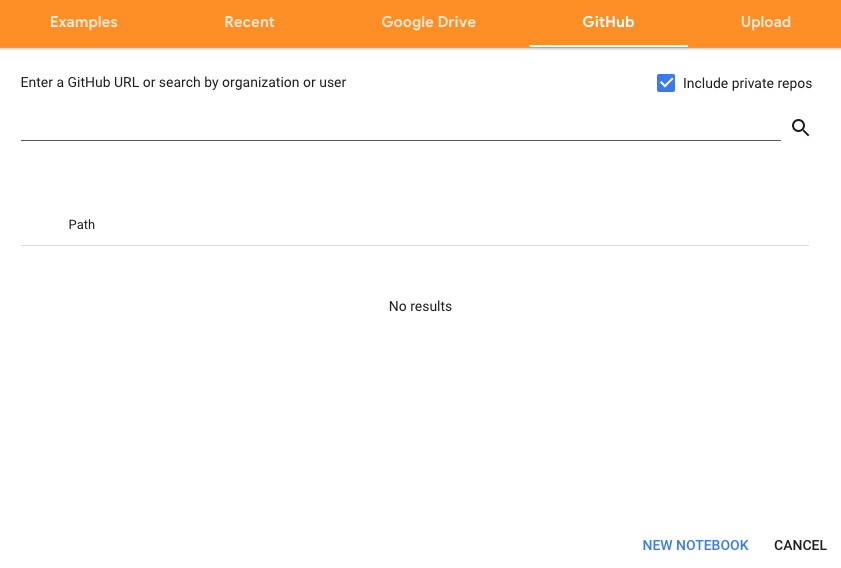 Examples Recent Google Drive GitHub Upload
Enter a GitHub URL or search by organization or user Include private repos
Path
No results
NEW NOTEBOOK CANCEL